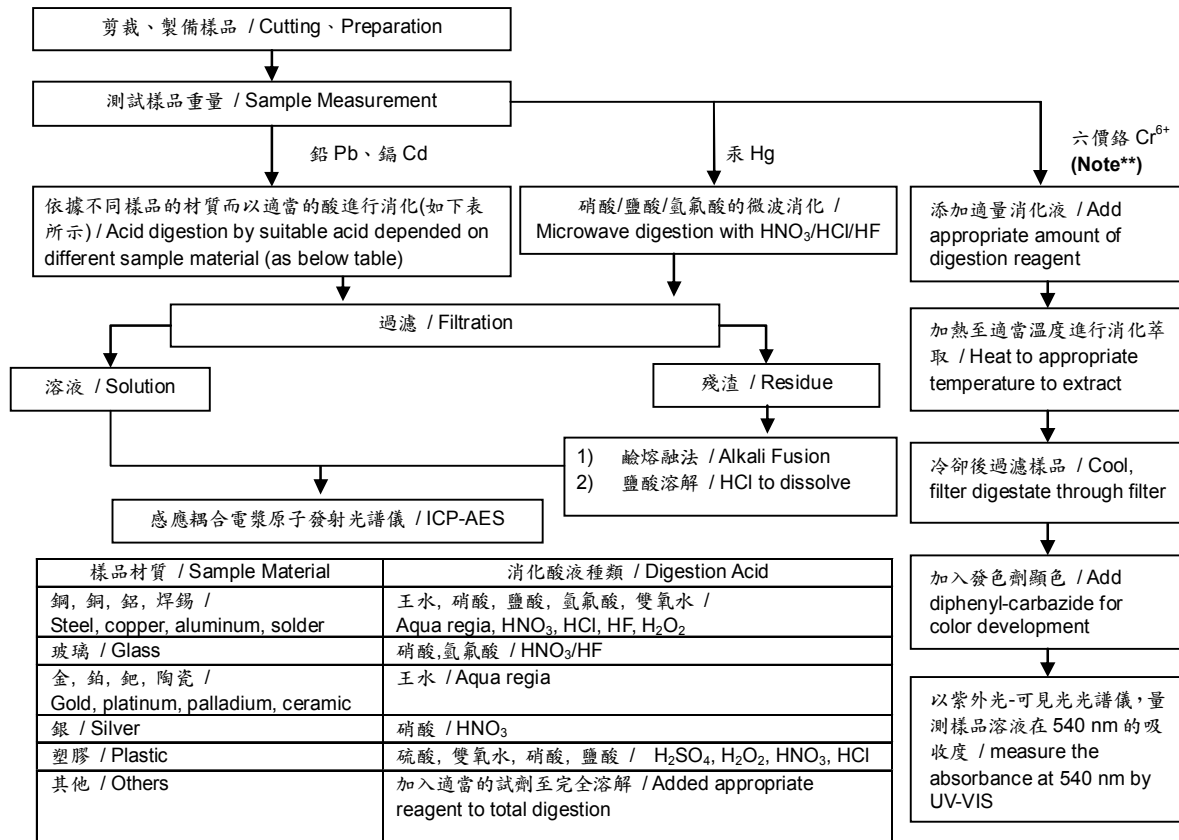 剪裁、製備樣品 / Cutting、Preparation
測試樣品重量 / Sample Measurement
鉛 Pb、鎘 Cd
汞 Hg
六價鉻 Cr⁶⁺
(Note**)
依據不同樣品的材質而以適當的酸進行消化(如下表
所示) / Acid digestion by suitable acid depended on
different sample material (as below table)
硝酸/鹽酸/氫氟酸的微波消化 /
Microwave digestion with HNO₃/HCl/HF
添加適量消化液 / Add
appropriate amount of
digestion reagent
過濾 / Filtration
加熱至適當溫度進行消化萃
取 / Heat to appropriate
temperature to extract
溶液 / Solution
殘渣 / Residue
1) 鹼熔融法 / Alkali Fusion
2) 鹽酸溶解 / HCl to dissolve
冷卻後過濾樣品 / Cool,
filter digestate through filter
感應耦合電漿原子發射光譜儀 / ICP-AES
加入發色劑顯色 / Add
diphenyl-carbazide for
color development
以紫外光-可見光光譜儀，量
測樣品溶液在 540 nm 的吸
收度 / measure the
absorbance at 540 nm by
UV-VIS
樣品材質 / Sample Material
消化酸液種類 / Digestion Acid
鋼, 銅, 鋁, 焊錫 /
Steel, copper, aluminum, solder
王水, 硝酸, 鹽酸, 氫氟酸, 雙氧水 /
Aqua regia, HNO₃, HCl, HF, H₂O₂
玻璃 / Glass
硝酸,氫氟酸 / HNO₃/HF
金, 鉑, 鈀, 陶瓷 /
Gold, platinum, palladium, ceramic
王水 / Aqua regia
銀 / Silver
硝酸 / HNO₃
塑膠 / Plastic
硫酸, 雙氧水, 硝酸, 鹽酸 / H₂SO₄, H₂O₂, HNO₃, HCl
其他 / Others
加入適當的試劑至完全溶解 / Added appropriate
reagent to total digestion